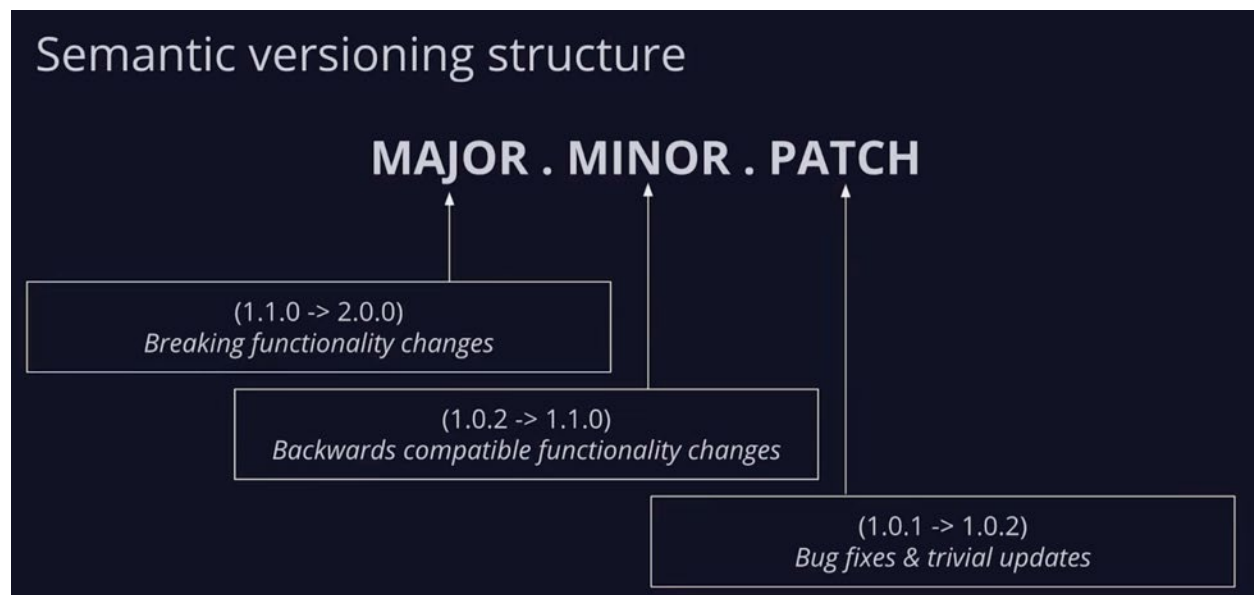 Semantic versioning structure
MAJOR . MINOR . PATCH
(1.1.0 -> 2.0.0)
Breaking functionality changes
(1.0.2 -> 1.1.0)
Backwards compatible functionality changes
(1.0.1 -> 1.0.2)
Bug fixes & trivial updates